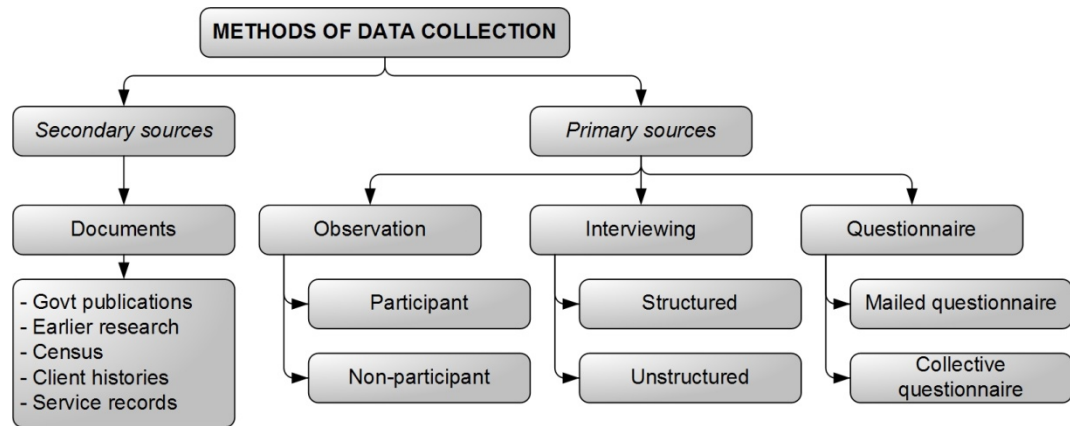 METHODS OF DATA COLLECTION
Secondary sources
Primary sources
Documents
Observation
Interviewing
Questionnaire
- Govt publications
- Earlier research
- Census
- Client histories
- Service records
Participant
Structured
Mailed questionnaire
Non-participant
Unstructured
Collective
questionnaire